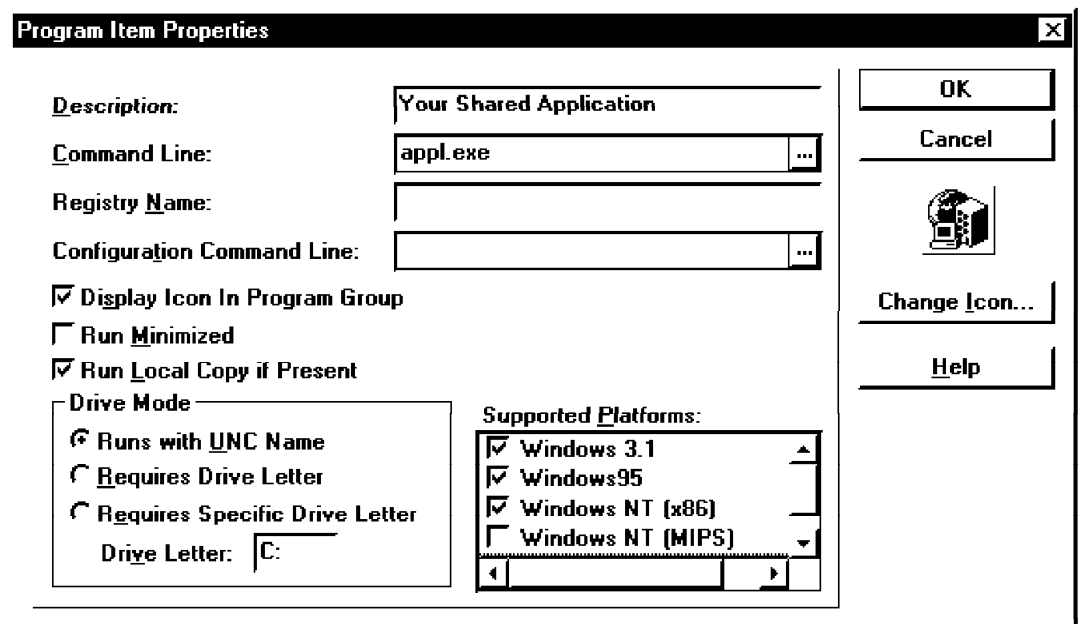 Program Item Properties
Description: Your Shared Application
Command Line: appl.exe ...
Registry Name:
Configuration Command Line: ...
Display Icon In Program Group
Run Minimized
Run Local Copy if Present
Drive Mode
Runs with UNC Name
Requires Drive Letter
Requires Specific Drive Letter
Drive Letter: C:
Supported Platforms:
Windows 3.1
Windows95
Windows NT (x86)
Windows NT (MIPS)
OK
Cancel
Change Icon...
Help